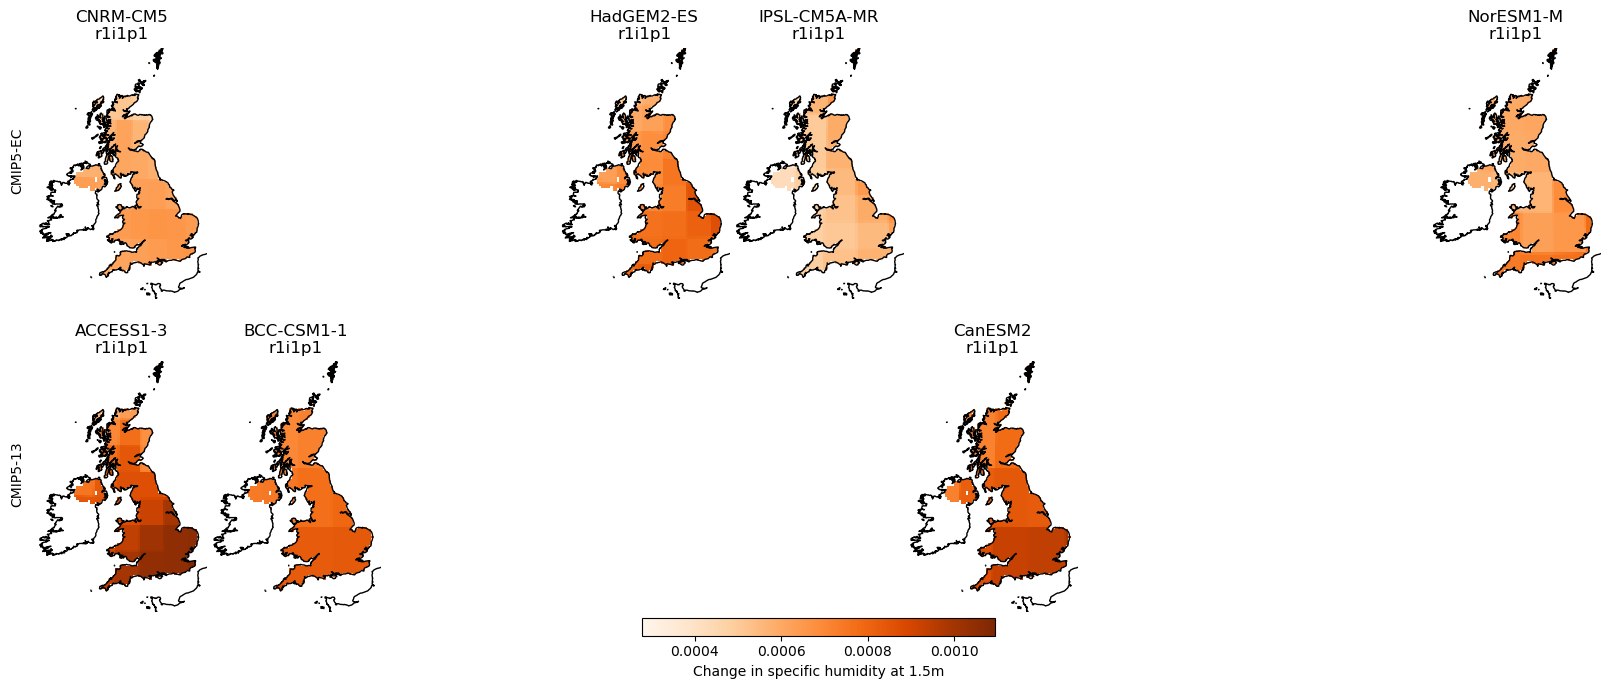 CNRM-CM5
r1i1p1
HadGEM2-ES
r1i1p1
IPSL-CM5A-MR
r1i1p1
NorESM1-M
r1i1p1
CMIP5-EC
ACCESS1-3
r1i1p1
BCC-CSM1-1
r1i1p1
CanESM2
r1i1p1
CMIP5-13
0.0004 0.0006 0.0008 0.0010
Change in specific humidity at 1.5m